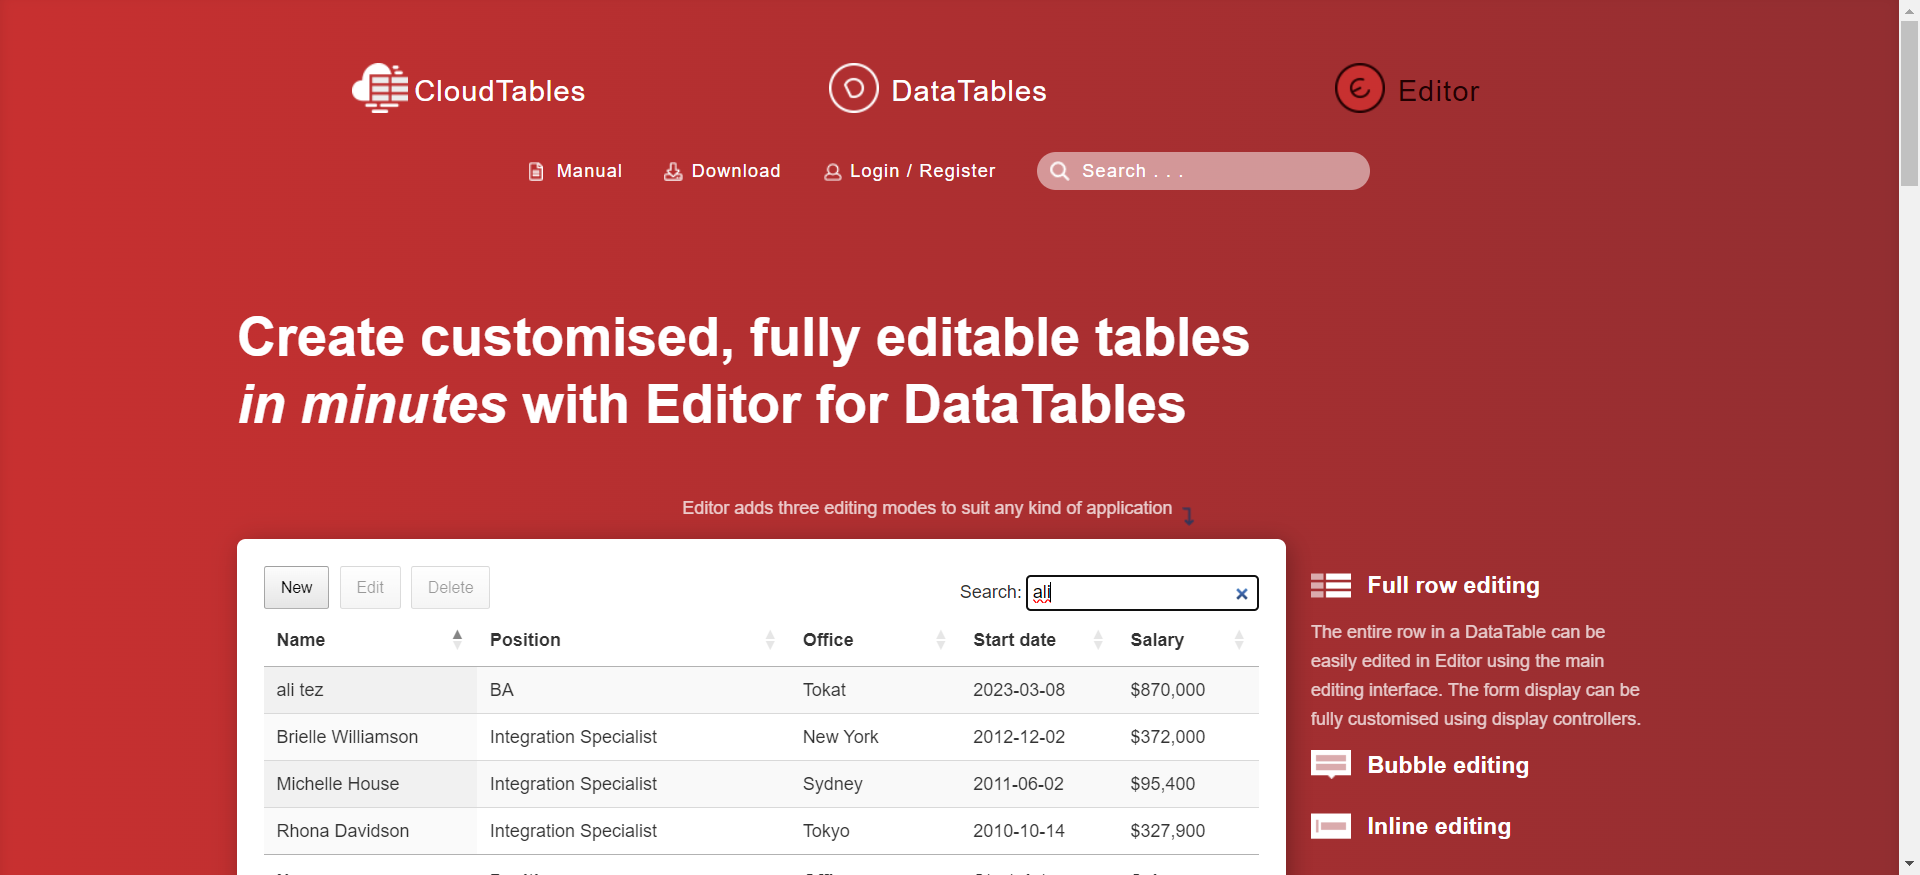 CloudTables DataTables Editor
Manual Download Login / Register Search . . .
Create customised, fully editable tables
in minutes with Editor for DataTables
Editor adds three editing modes to suit any kind of application
New Edit Delete Search: ali
Name Position Office Start date Salary
ali tez BA Tokat 2023-03-08 $870,000
Brielle Williamson Integration Specialist New York 2012-12-02 $372,000
Michelle House Integration Specialist Sydney 2011-06-02 $95,400
Rhona Davidson Integration Specialist Tokyo 2010-10-14 $327,900
Full row editing
The entire row in a DataTable can be
easily edited in Editor using the main
editing interface. The form display can be
fully customised using display controllers.
Bubble editing
Inline editing